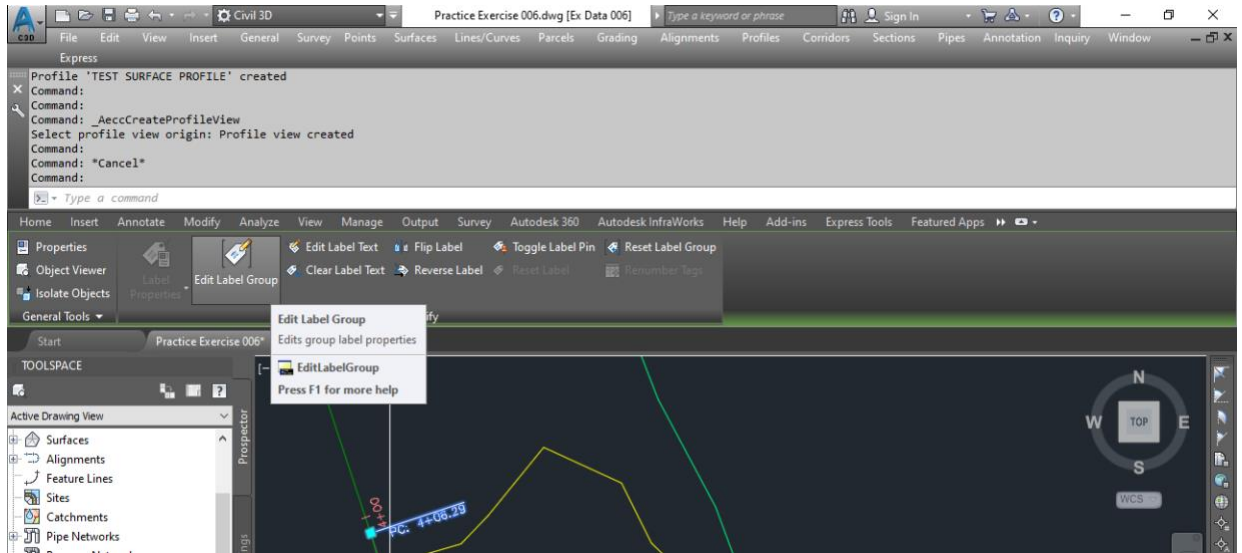 Civil 3D Practice Exercise 006.dwg [Ex Data 006] Type a keyword or phrase Sign In
C3D File Edit View Insert General Survey Points Surfaces Lines/Curves Parcels Grading Alignments Profiles Corridors Sections Pipes Annotation Inquiry Window
Express
Profile 'TEST SURFACE PROFILE' created
Command:
Command:
Command: _AeccCreateProfileView
Select profile view origin: Profile view created
Command:
Command: *Cancel*
Command:
Type a command
Home Insert Annotate Modify Analyze View Manage Output Survey Autodesk 360 Autodesk InfraWorks Help Add-ins Express Tools Featured Apps
Properties
Object Viewer
Isolate Objects
General Tools
Label Properties
Edit Label Group
Edit Label Text Flip Label Toggle Label Pin Reset Label Group
Clear Label Text Reverse Label Reset Label Renumber Tags
ify
Edit Label Group
Edits group label properties
EditLabelGroup
Press F1 for more help
Start Practice Exercise 006*
TOOLSPACE
Active Drawing View
Surfaces
Alignments
Feature Lines
Sites
Catchments
Pipe Networks
Prospector
ngs
[−
4+00
PC: 4+06.29
N
W TOP E
S
WCS